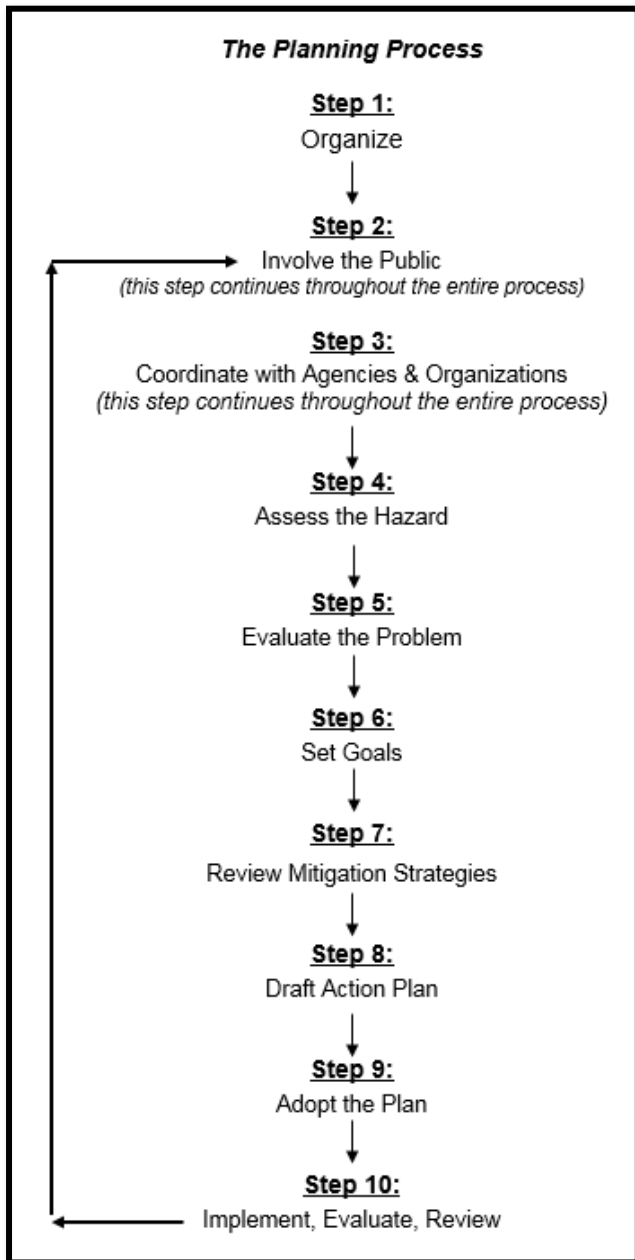 The Planning Process
Step 1:
Organize
Step 2:
Involve the Public
(this step continues throughout the entire process)
Step 3:
Coordinate with Agencies & Organizations
(this step continues throughout the entire process)
Step 4:
Assess the Hazard
Step 5:
Evaluate the Problem
Step 6:
Set Goals
Step 7:
Review Mitigation Strategies
Step 8:
Draft Action Plan
Step 9:
Adopt the Plan
Step 10:
Implement, Evaluate, Review